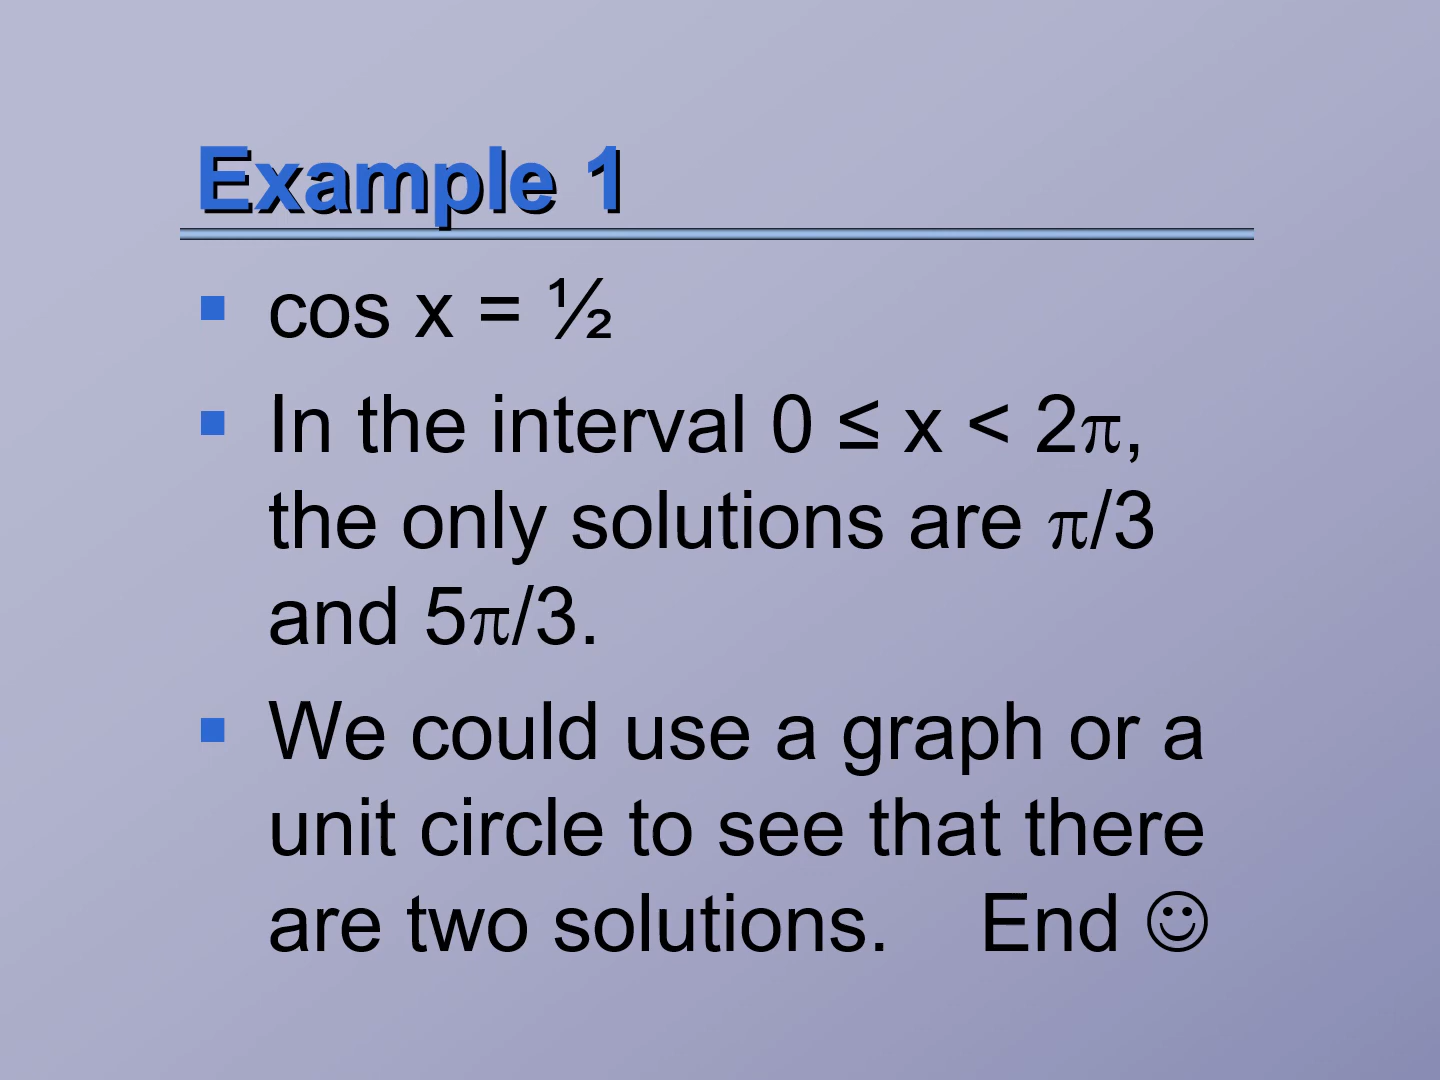 Example 1
▪ cos x = ½
▪ In the interval 0 ≤ x < 2π,
the only solutions are π/3
and 5π/3.
▪ We could use a graph or a
unit circle to see that there
are two solutions. End ☺